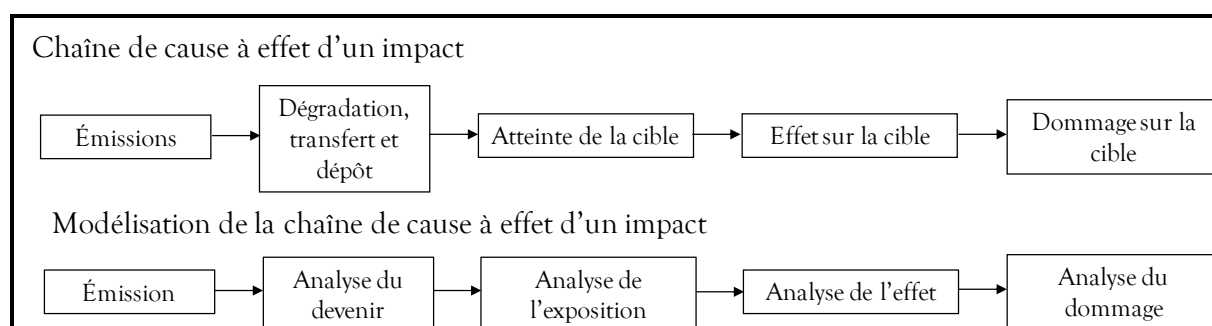 Chaîne de cause à effet d'un impact
Émissions
Dégradation,
transfert et
dépôt
Atteinte de la cible
Effet sur la cible
Dommage sur la
cible
Modélisation de la chaîne de cause à effet d'un impact
Émission
Analyse du
devenir
Analyse de
l'exposition
Analyse de l'effet
Analyse du
dommage